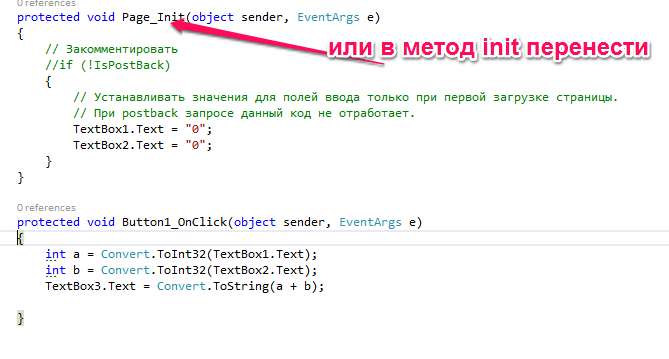 0 references
protected void Page_Init(object sender, EventArgs e)
или в метод init перенести
{
// Закомментировать
//if (!IsPostBack)
{
// Устанавливать значения для полей ввода только при первой загрузке страницы.
// При postback запросе данный код не отработает.
TextBox1.Text = "0";
TextBox2.Text = "0";
}
}
0 references
protected void Button1_OnClick(object sender, EventArgs e)
{
int a = Convert.ToInt32(TextBox1.Text);
int b = Convert.ToInt32(TextBox2.Text);
TextBox3.Text = Convert.ToString(a + b);
}